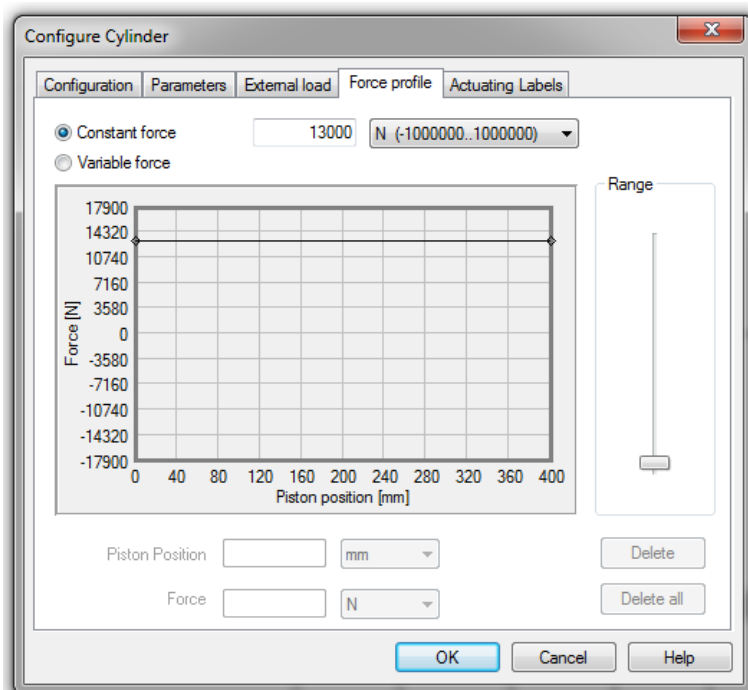 Configure Cylinder
Configuration Parameters External load Force profile Actuating Labels
Constant force 13000 N (-1000000..1000000)
Variable force
Range
17900
14320
10740
7160
3580
0
-3580
-7160
-10740
-14320
-17900
Force [N]
0 40 80 120 160 200 240 280 320 360 400
Piston position [mm]
Piston Position mm Delete
Force N Delete all
OK Cancel Help